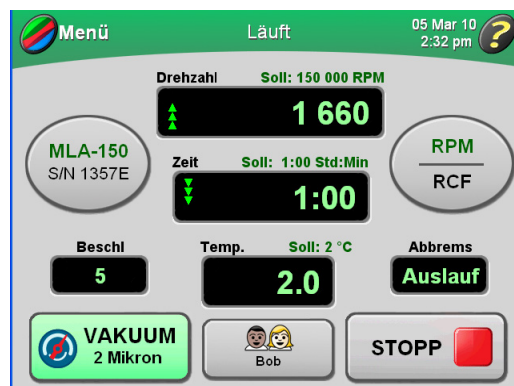 Menü
Läuft
05 Mar 10
2:32 pm
?
Drehzahl
Soll: 150 000 RPM
1 660
MLA-150
S/N 1357E
RPM
RCF
Zeit
Soll: 1:00 Std:Min
1:00
Beschl
5
Temp.
Soll: 2 °C
2.0
Abbrems
Auslauf
VAKUUM
2 Mikron
Bob
STOPP